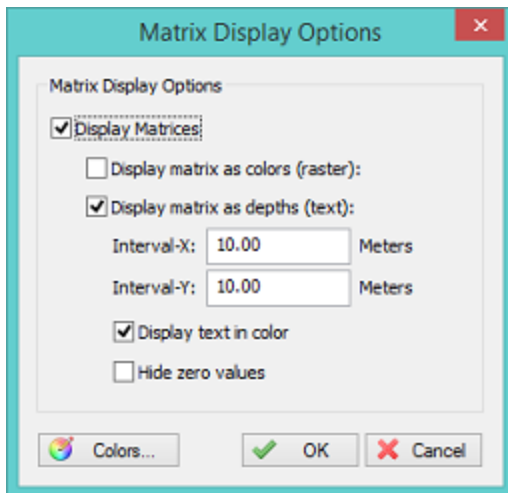 Matrix Display Options
Matrix Display Options
Display Matrices
Display matrix as colors (raster):
Display matrix as depths (text):
Interval-X: 10.00 Meters
Interval-Y: 10.00 Meters
Display text in color
Hide zero values
Colors... OK Cancel